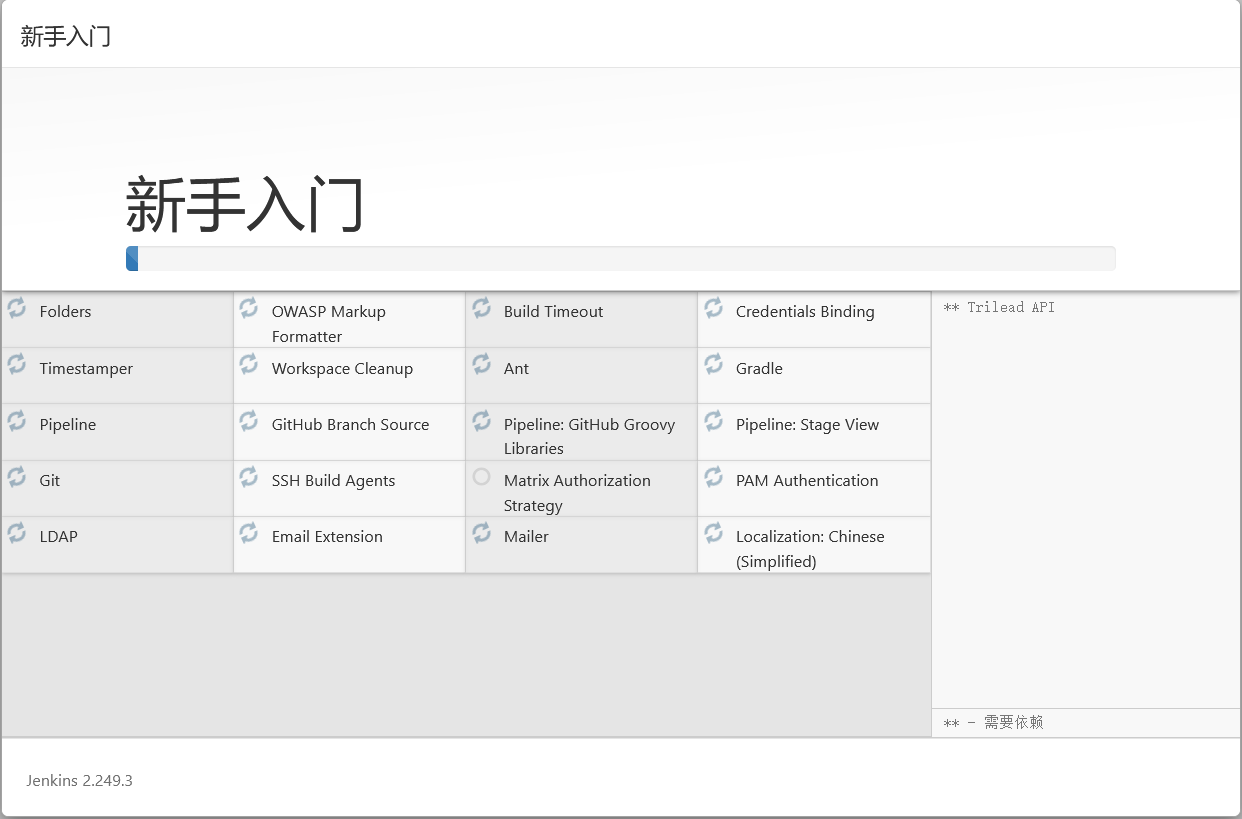 新手入门
新手入门
Folders
OWASP Markup
Formatter
Build Timeout
Credentials Binding
** Trilead API
Timestamper
Workspace Cleanup
Ant
Gradle
Pipeline
GitHub Branch Source
Pipeline: GitHub Groovy
Libraries
Pipeline: Stage View
Git
SSH Build Agents
Matrix Authorization
Strategy
PAM Authentication
LDAP
Email Extension
Mailer
Localization: Chinese
(Simplified)
** - 需要依赖
Jenkins 2.249.3